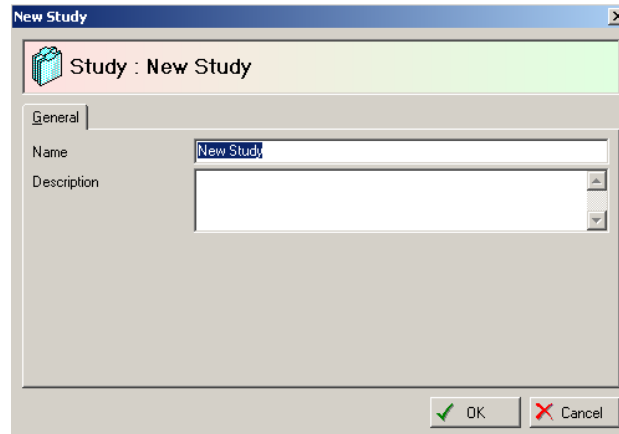 New Study
Study : New Study
General
Name
New Study
Description
OK
Cancel